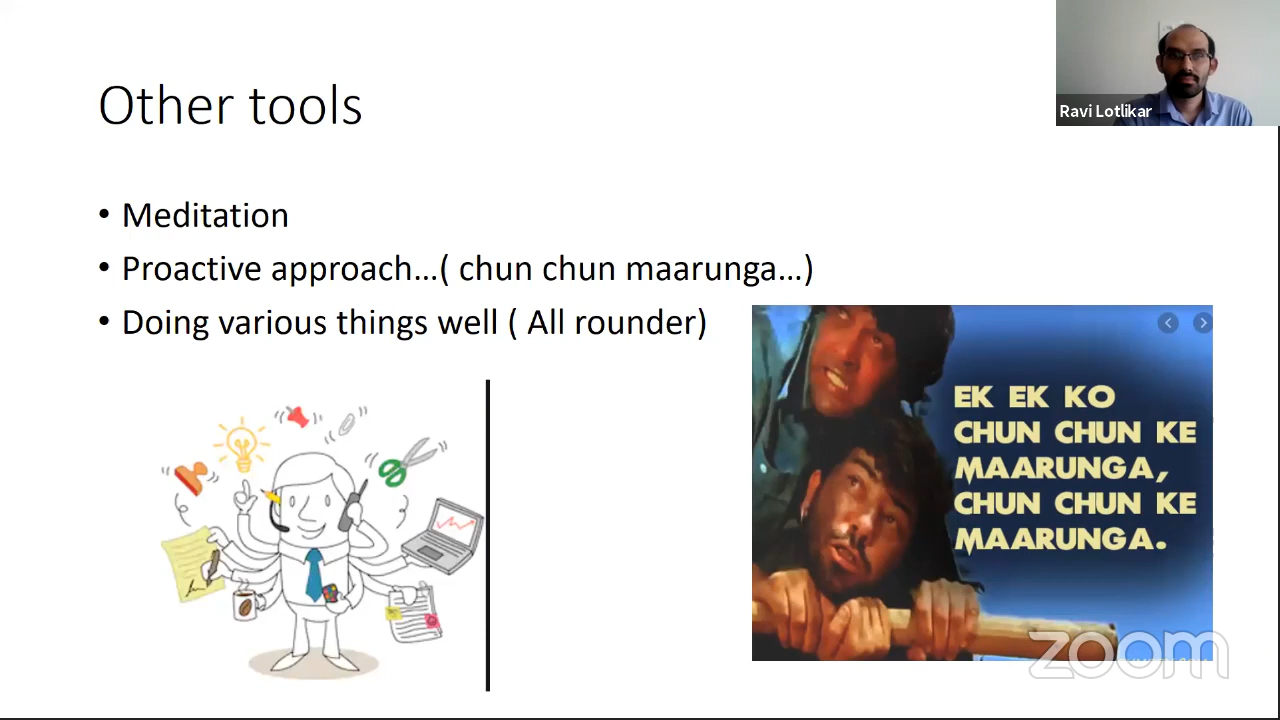 Ravi Lotlikar
Other tools
• Meditation
• Proactive approach...( chun chun maarunga...)
• Doing various things well ( All rounder)
EK EK KO
CHUN CHUN KE
MAARUNGA,
CHUN CHUN KE
MAARUNGA.
zoom